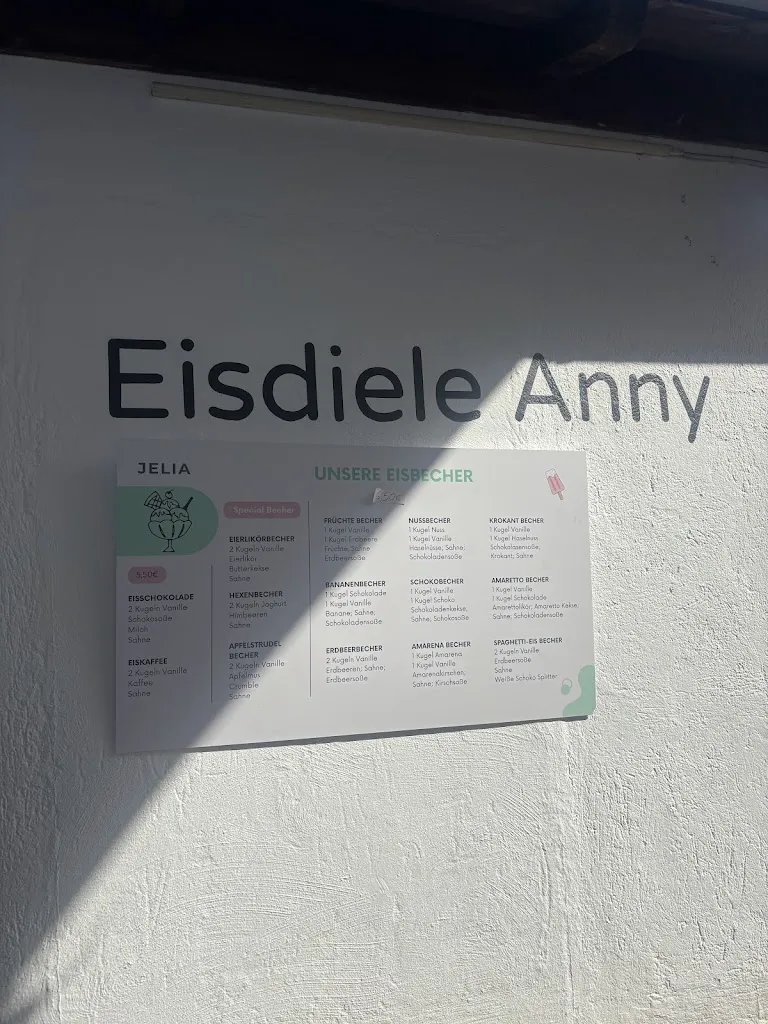 Eisdiele Anny
JELIA
UNSERE EISBECHER
5,50€
EISSCHOKOLADE
2 Kugeln Vanille
Schokosoße
Milch
Sahne
EISKAFFEE
2 Kugeln Vanille
Kaffee
Sahne
Special Becher
EIERLIKÖRBECHER
2 Kugeln Vanille
Eierlikör
Butterkekse
Sahne
HEXENBECHER
2 Kugeln Joghurt
Himbeeren
Sahne
APFELSTRUDEL
BECHER
2 Kugeln Vanille
Apfelmus
Crumble
Sahne
FRÜCHTE BECHER
1 Kugel Vanille
1 Kugel Erdbeere
Früchte; Sahne
Erdbeersoße
BANANENBECHER
1 Kugel Schokolade
1 Kugel Vanille
Banane; Sahne;
Schokoladensoße
ERDBEERBECHER
2 Kugeln Vanille
Erdbeeren; Sahne;
Erdbeersoße
NUSSBECHER
1 Kugel Nuss
1 Kugel Vanille
Haselnüsse; Sahne;
Schokoladensoße
SCHOKOBECHER
1 Kugel Vanille
1 Kugel Schoko
Schokoladenkekse;
Sahne; Schokosoße
AMARENA BECHER
1 Kugel Amarena
1 Kugel Vanille
Amarenakirschen;
Sahne; Kirschsoße
KROKANT BECHER
1 Kugel Vanille
1 Kugel Haselnuss
Schokoladensoße;
Krokant; Sahne
AMARETTO BECHER
1 Kugel Vanille
1 Kugel Schokolade
Amarettolikör; Amaretto Kekse;
Sahne; Schokoladensoße
SPAGHETTI-EIS BECHER
2 Kugeln Vanille
Erdbeersoße
Sahne
Weiße Schoko Splitter